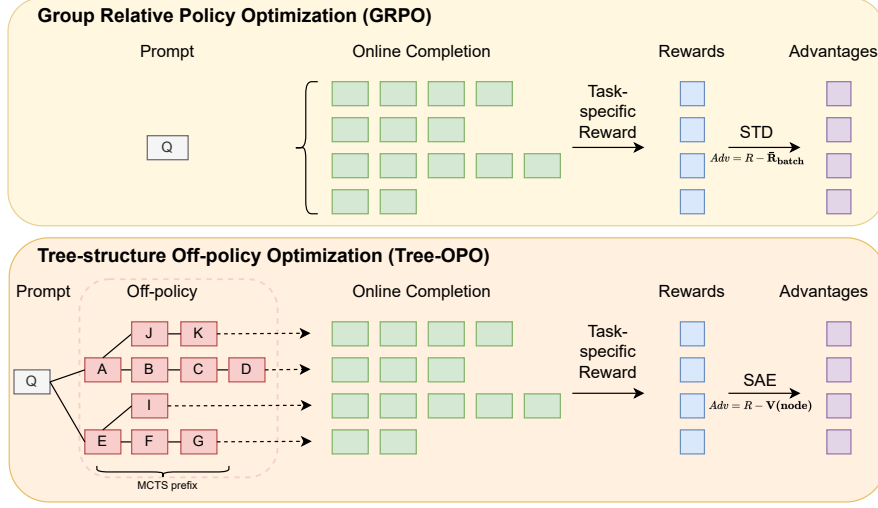 Group Relative Policy Optimization (GRPO)
Prompt
Online Completion
Rewards
Advantages
Q
Task-
specific
Reward
STD
Adv = R − R̄_batch
Tree-structure Off-policy Optimization (Tree-OPO)
Prompt
Off-policy
Online Completion
Rewards
Advantages
J K
Q
A B C D
I
E F G
MCTS prefix
Task-
specific
Reward
SAE
Adv = R − V(node)